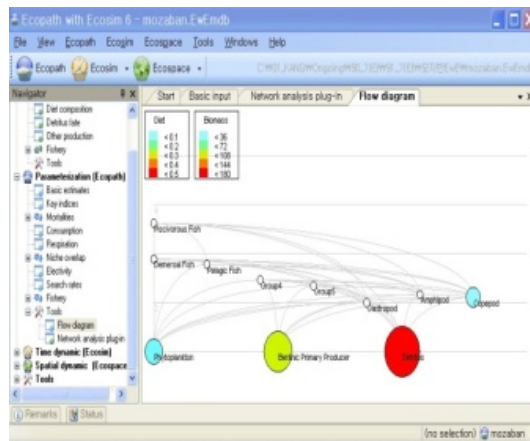 Ecopath with Ecosim 6 - mozaban.EwEmdb
File View Ecopath Ecosim Ecospace Tools Windows Help
Ecopath Ecosim Ecospace
Navigator
Start Basic input Network analysis plug-in Flow diagram
Diet composition
Detritus fate
Other production
Fishery
Tools
Parameterization (Ecopath)
Basic estimates
Key indices
Mortalities
Consumption
Respiration
Niche overlap
Electivity
Search rates
Fishery
Tools
Flow diagram
Network analysis plug-in
Time dynamic (Ecosim)
Spatial dynamic (Ecospace
Tools
Diet
< 0.1
< 0.2
< 0.3
< 0.4
< 0.5
Biomass
< 36
< 72
< 108
< 144
< 180
Piscivorous Fish
Demersal Fish
Pelagic Fish
Group4
Group5
Gastropod
Amphipod
Copepod
Phytoplankton
Benthic Primary Producer
Detritus
Remarks Status
(no selection) mozaban